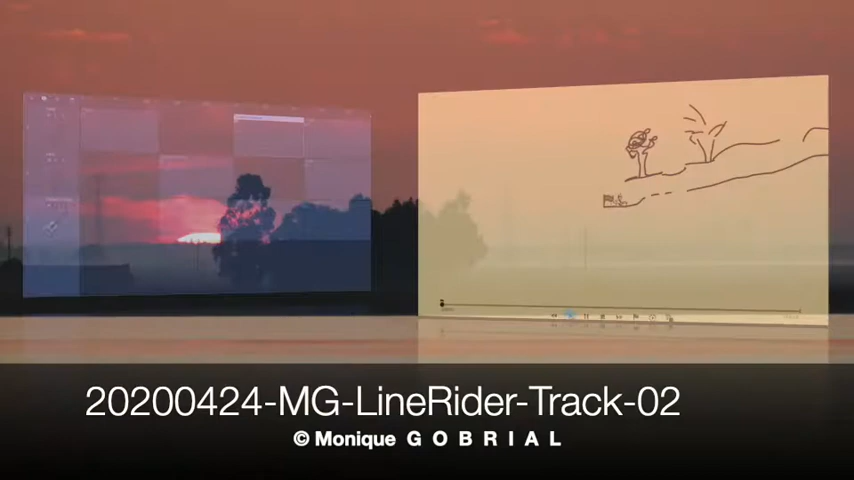 20200424-MG-LineRider-Track-02
© Monique G O B R I A L